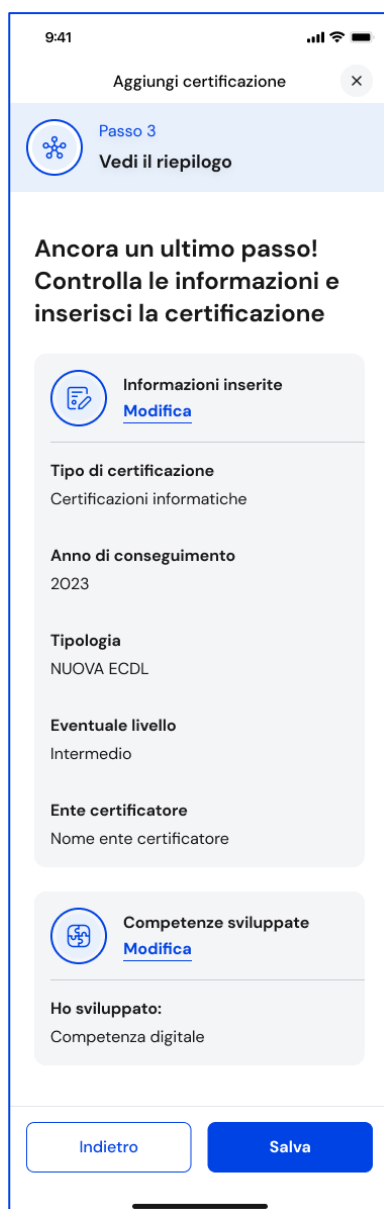 9:41
Aggiungi certificazione
Passo 3
Vedi il riepilogo
Ancora un ultimo passo!
Controlla le informazioni e
inserisci la certificazione
Informazioni inserite
Modifica
Tipo di certificazione
Certificazioni informatiche
Anno di conseguimento
2023
Tipologia
NUOVA ECDL
Eventuale livello
Intermedio
Ente certificatore
Nome ente certificatore
Competenze sviluppate
Modifica
Ho sviluppato:
Competenza digitale
Indietro
Salva